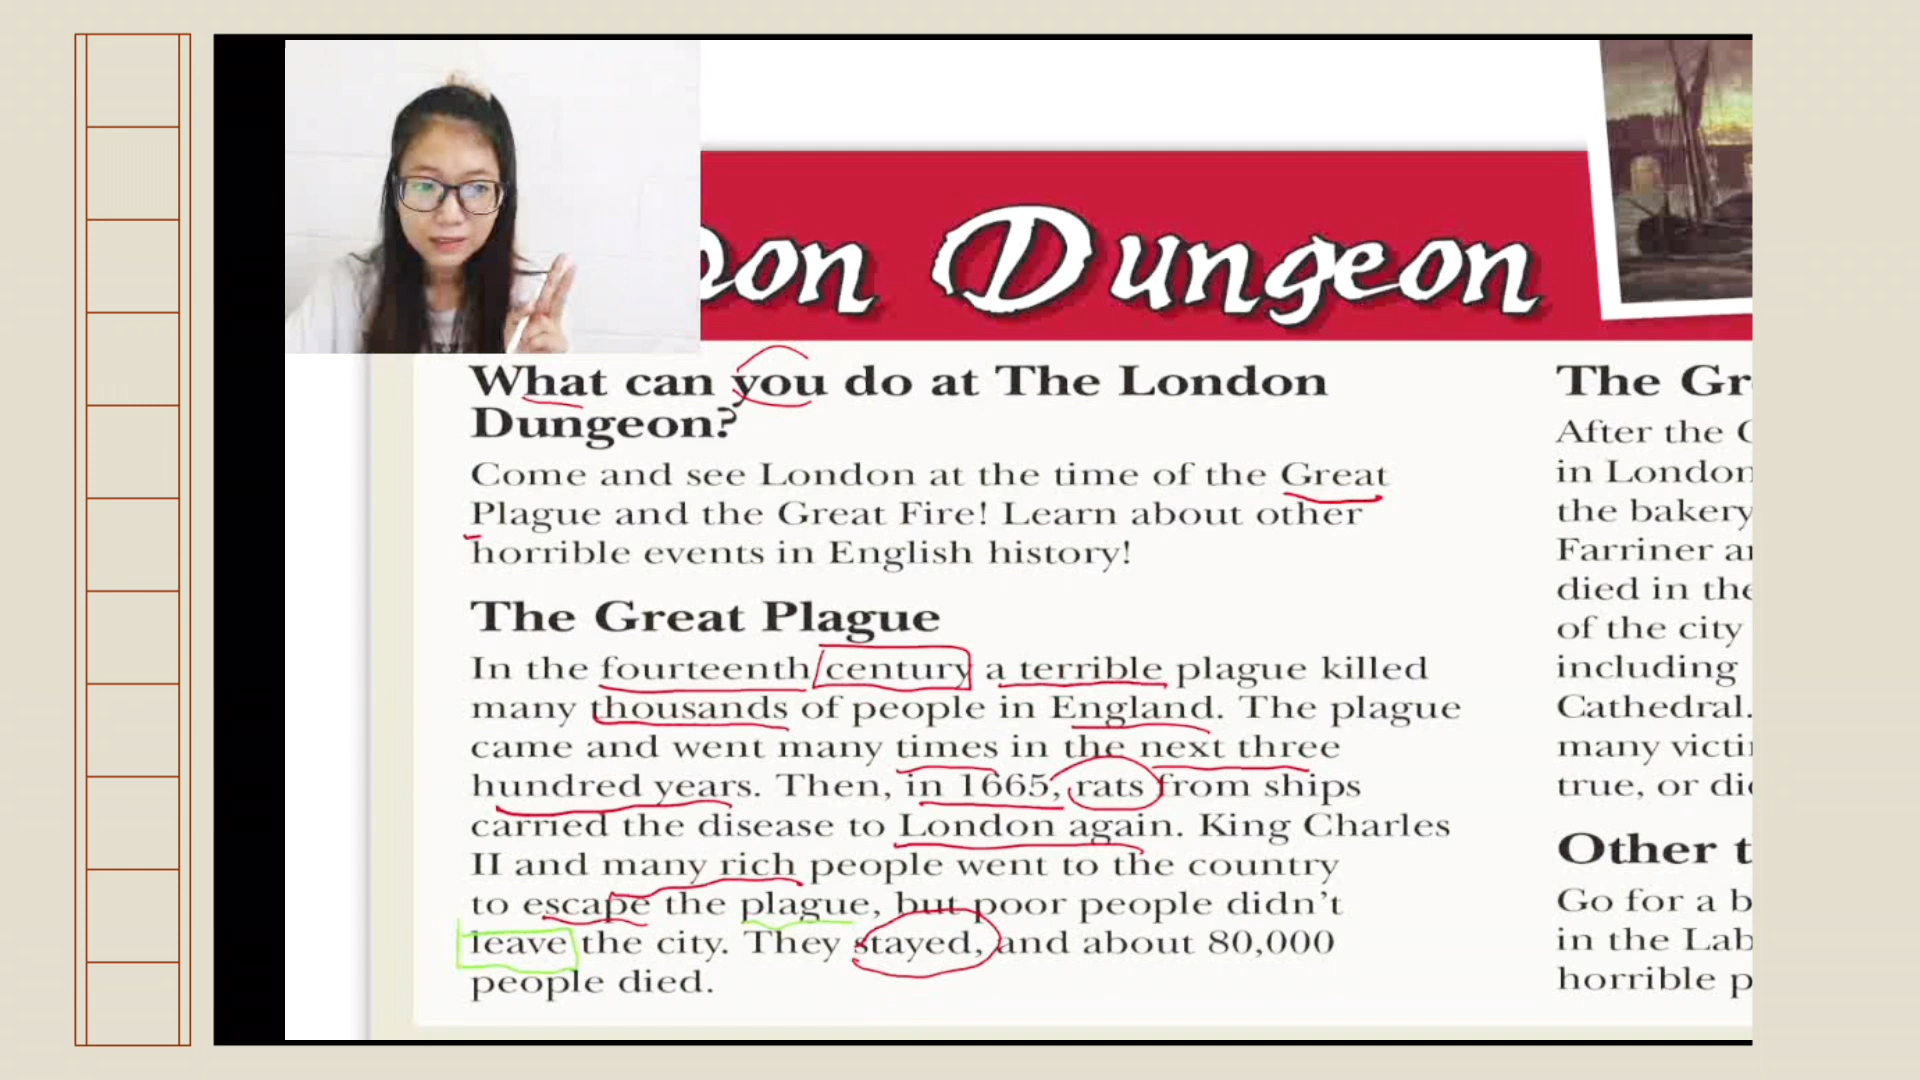 Dungeon
What can you do at The London
Dungeon?
Come and see London at the time of the Great
Plague and the Great Fire! Learn about other
horrible events in English history!
The Great Plague
In the fourteenth century a terrible plague killed
many thousands of people in England. The plague
came and went many times in the next three
hundred years. Then, in 1665, rats from ships
carried the disease to London again. King Charles
II and many rich people went to the country
to escape the plague, but poor people didn't
leave the city. They stayed, and about 80,000
people died.
The Gr
After the
in London
the bakery
Farriner
died in the
of the city
including
Cathedral.
many
true, or
Other t
Go for a b
in the Lab
horrible p